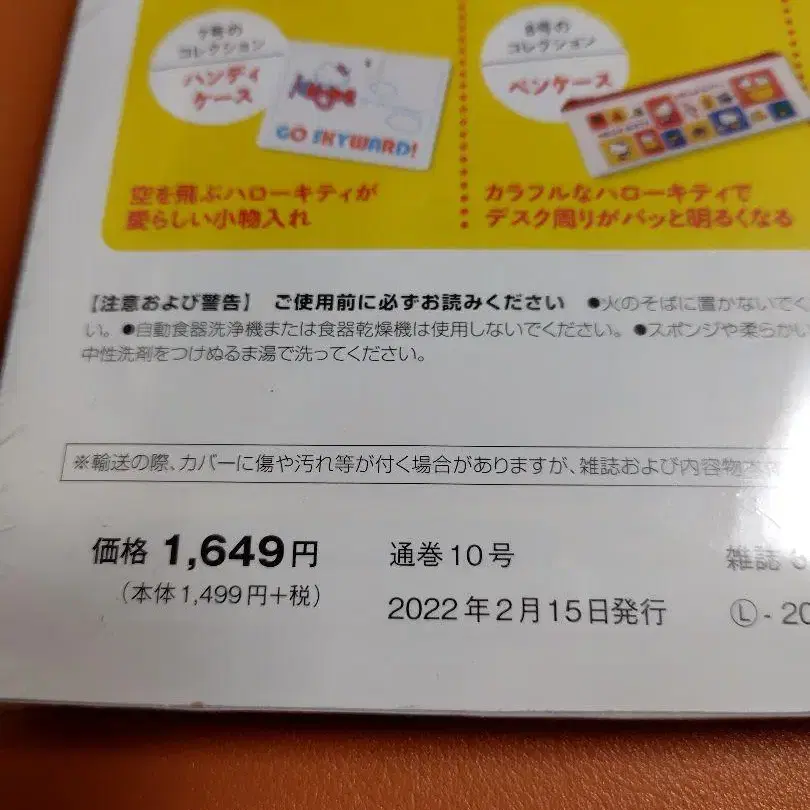 7号の
コレクション
ハンディ
ケース
GO SKYWARD!
空を飛ぶハローキティが
愛らしい小物入れ
8号の
コレクション
ペンケース
カラフルなハローキティで
デスク周りがパッと明るくなる
【注意および警告】 ご使用前に必ずお読みください ●火のそばに置かないでく
い。●自動食器洗浄機または食器乾燥機は使用しないでください。●スポンジや柔らかい
中性洗剤をつけぬるま湯で洗ってください。
※輸送の際、カバーに傷や汚れ等が付く場合がありますが、雑誌および内容物本
価格 1,649円
(本体1,499円+税)
通巻10号
2022年2月15日発行
雑誌
Ⓛ-20